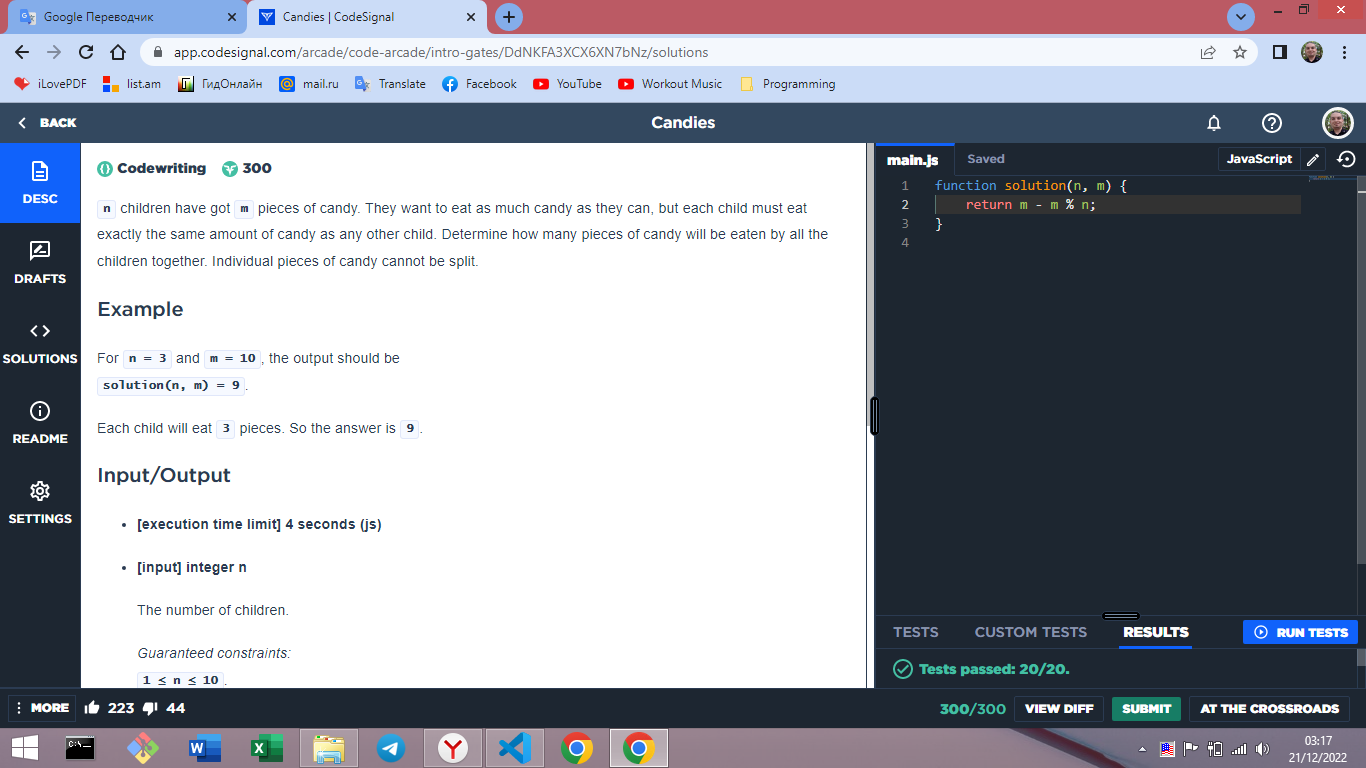 Google Переводчик
Candies | CodeSignal
app.codesignal.com/arcade/code-arcade/intro-gates/DdNKFA3XCX6XN7bNz/solutions
iLovePDF
list.am
ГидОнлайн
mail.ru
Translate
Facebook
YouTube
Workout Music
Programming
BACK
Candies
DESC
DRAFTS
SOLUTIONS
README
SETTINGS
Codewriting 300
n children have got m pieces of candy. They want to eat as much candy as they can, but each child must eat
exactly the same amount of candy as any other child. Determine how many pieces of candy will be eaten by all the
children together. Individual pieces of candy cannot be split.
Example
For n = 3 and m = 10, the output should be
solution(n, m) = 9.
Each child will eat 3 pieces. So the answer is 9.
Input/Output
• [execution time limit] 4 seconds (js)
• [input] integer n
The number of children.
Guaranteed constraints:
1 ≤ n ≤ 10.
main.js
Saved
JavaScript
1 function solution(n, m) {
2 return m - m % n;
3 }
4
TESTS
CUSTOM TESTS
RESULTS
RUN TESTS
Tests passed: 20/20.
MORE
223
44
300/300
VIEW DIFF
SUBMIT
AT THE CROSSROADS
03:17
21/12/2022